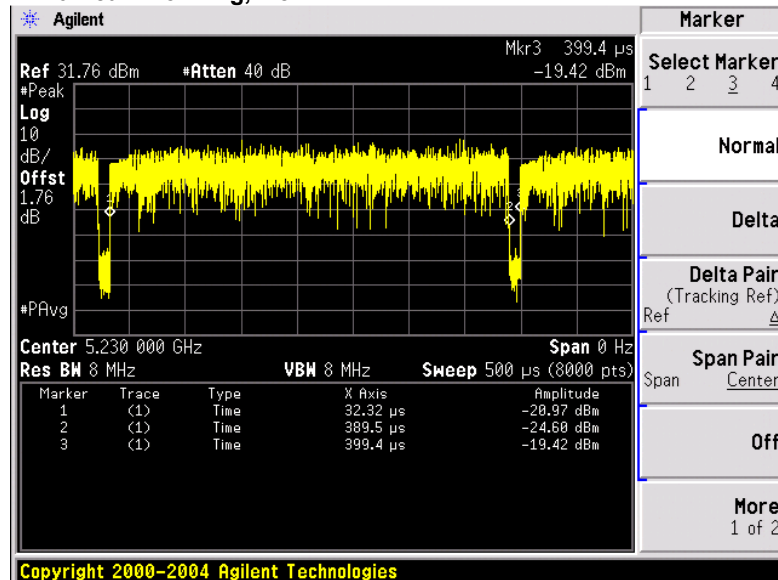 Agilent
Marker
Mkr3 399.4 µs
Ref 31.76 dBm #Atten 40 dB -19.42 dBm
#Peak
Log
10
dB/
Offst
1.76
dB
#PAvg
1
2
3
Center 5.230 000 GHz Span 0 Hz
Res BW 8 MHz VBW 8 MHz Sweep 500 µs (8000 pts)
Marker Trace Type X Axis Amplitude
1 (1) Time 32.32 µs -20.97 dBm
2 (1) Time 389.5 µs -24.60 dBm
3 (1) Time 399.4 µs -19.42 dBm
Select Marker
1 2 3 4
Normal
Delta
Delta Pair
(Tracking Ref)
Ref Δ
Span Pair
Span Center
Off
More
1 of 2
Copyright 2000-2004 Agilent Technologies